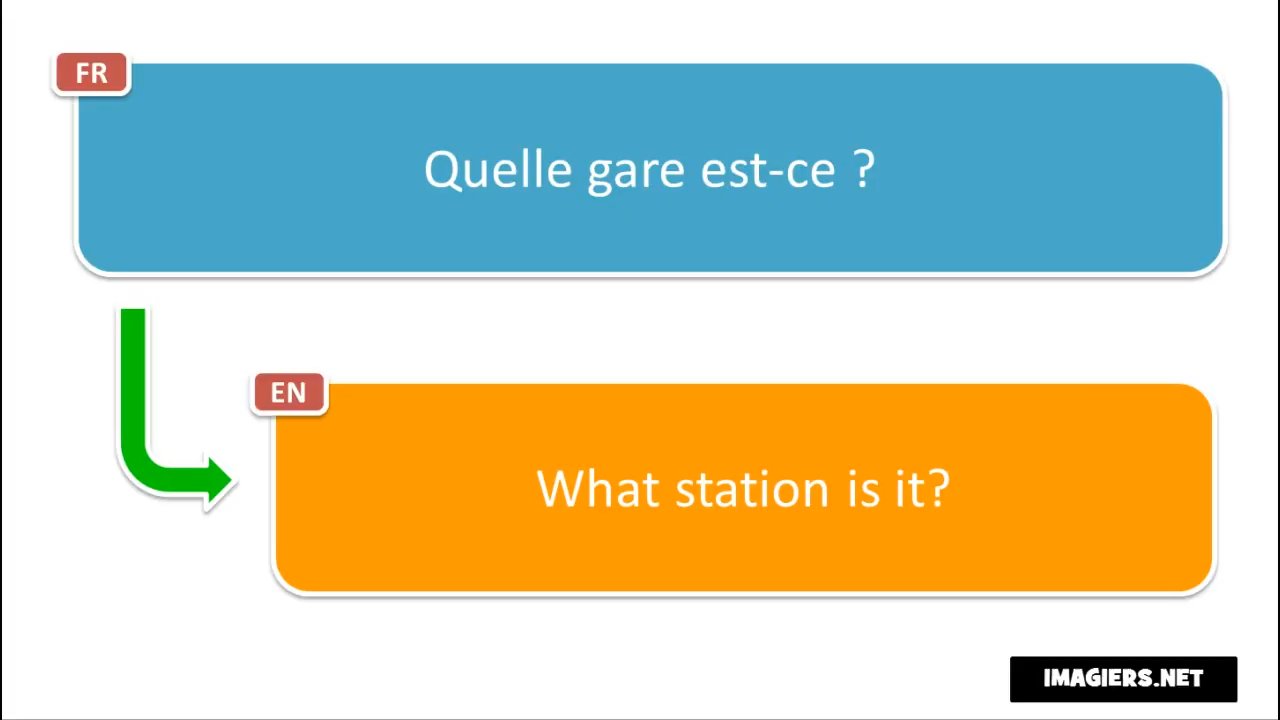 FR
Quelle gare est-ce ?
EN
What station is it?
IMAGIERS.NET